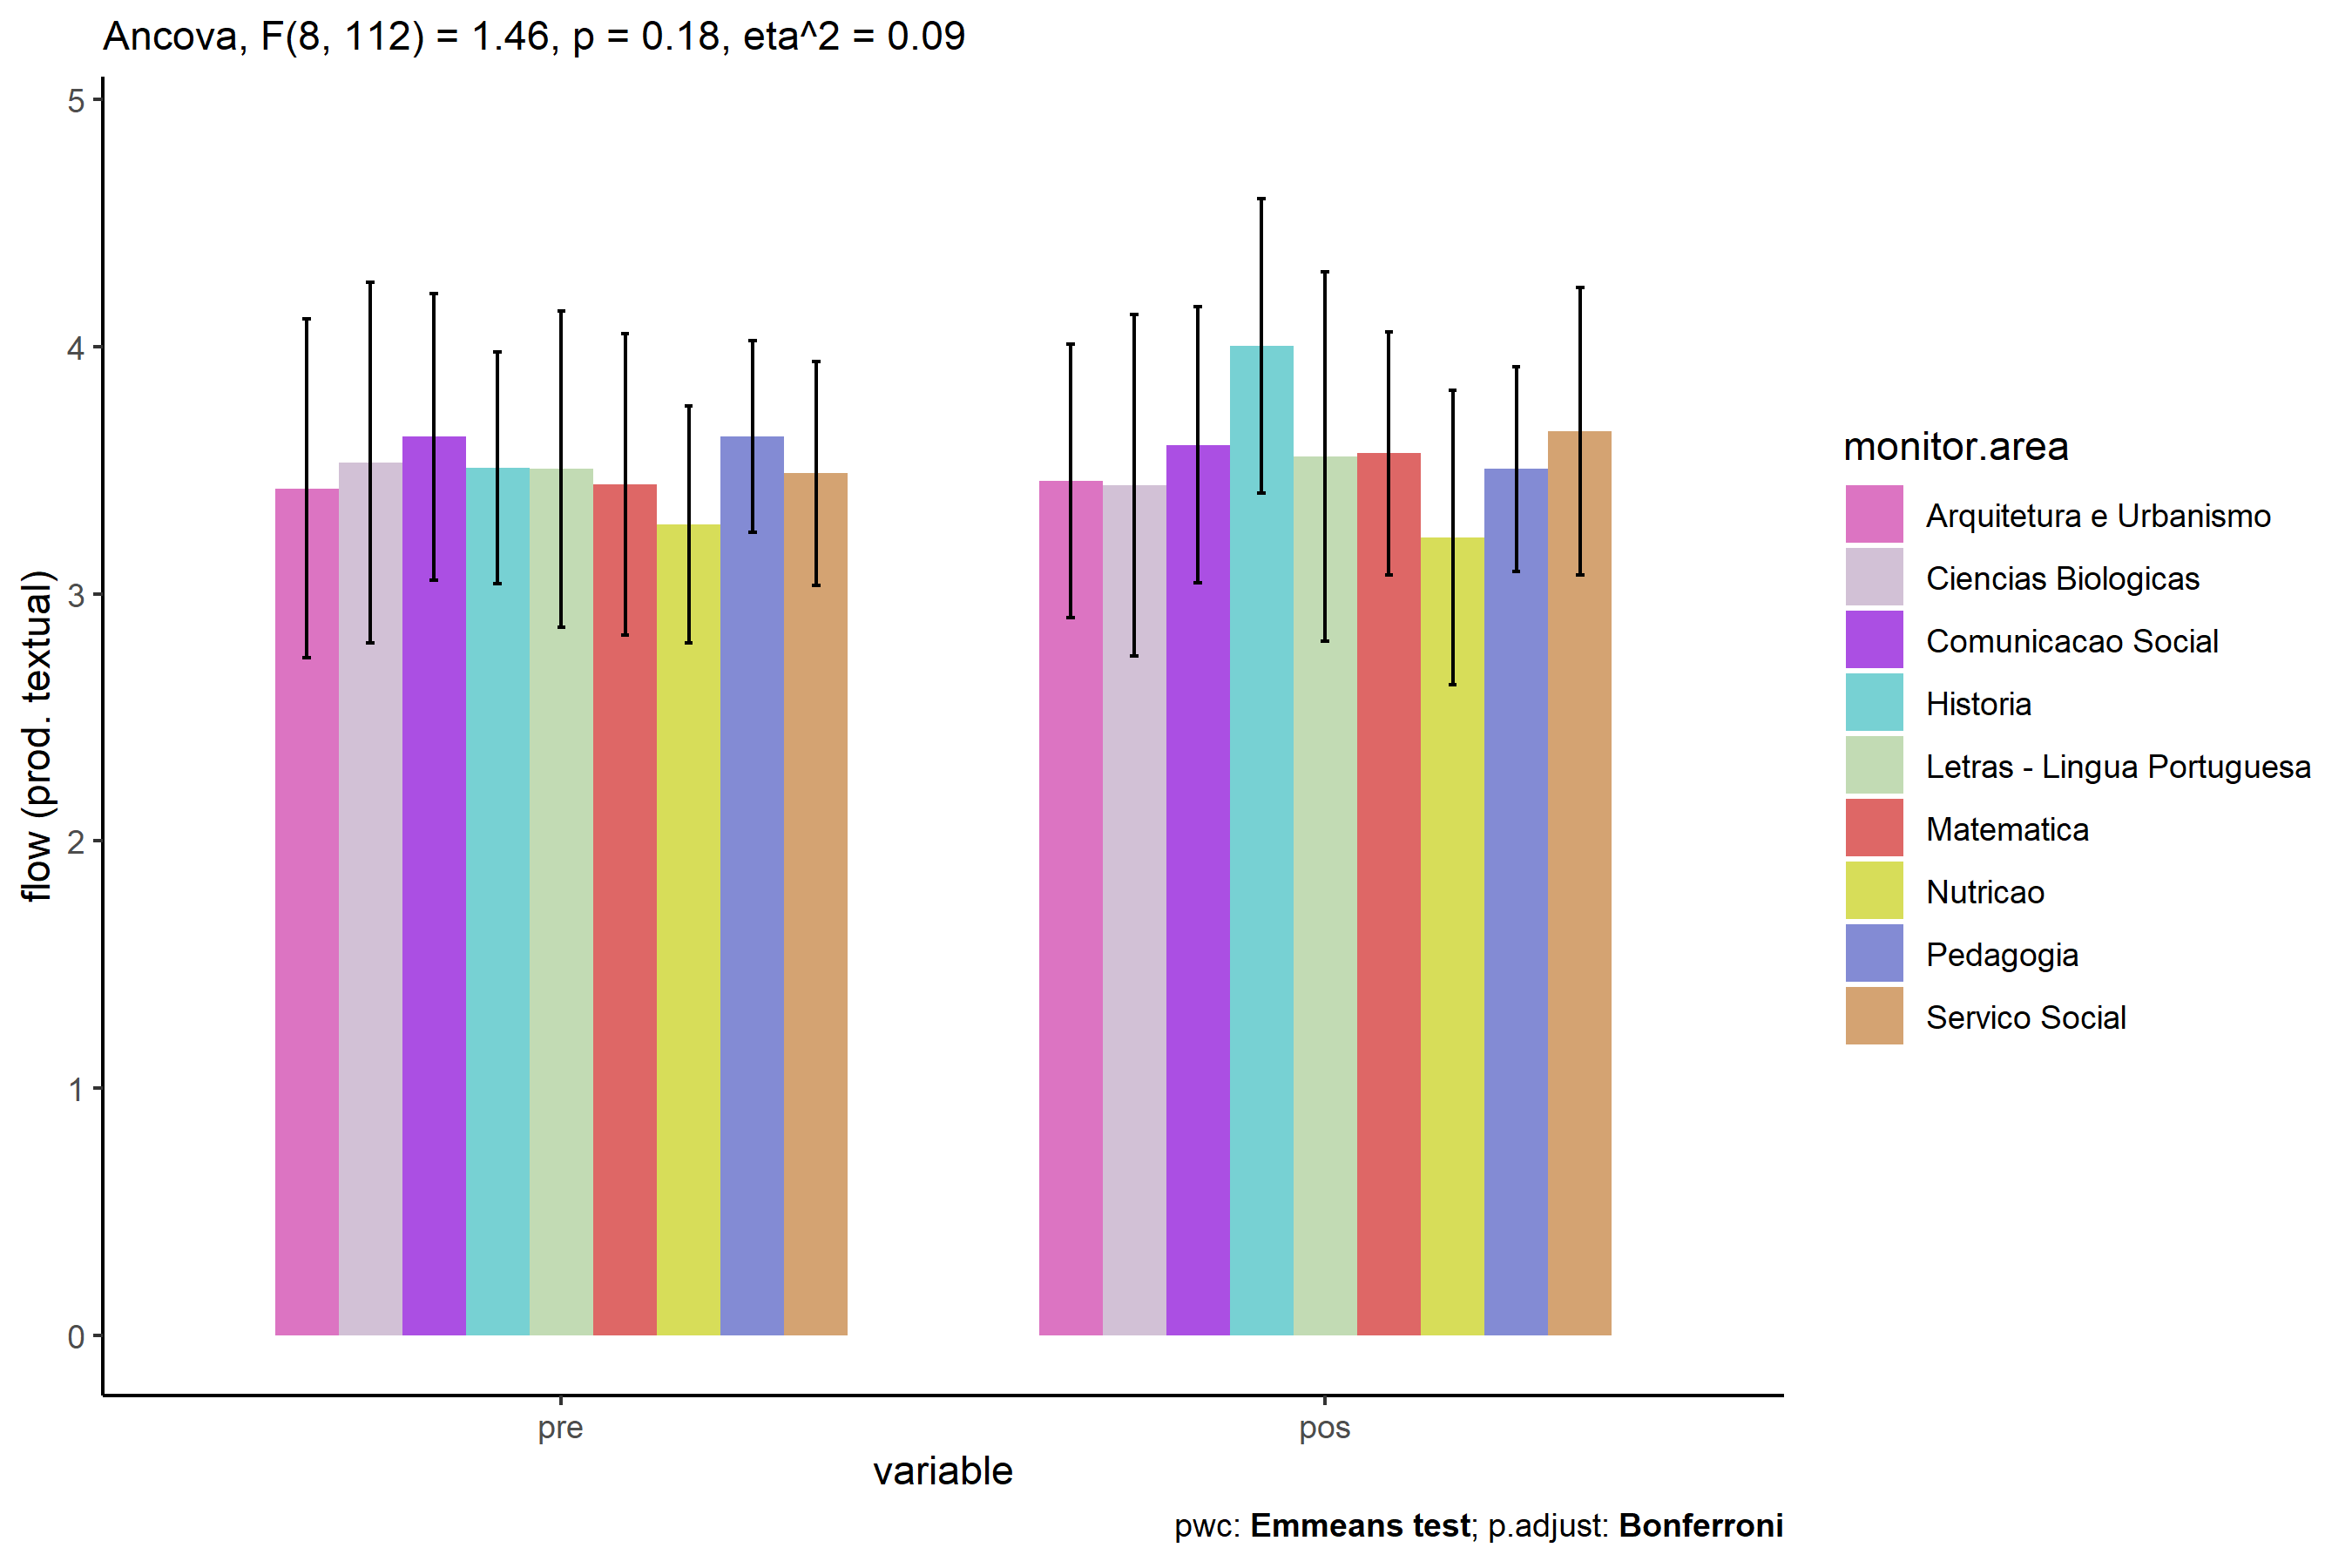 Ancova, F(8, 112) = 1.46, p = 0.18, eta^2 = 0.09
flow (prod. textual)
5
4
3
2
1
0
pre
pos
variable
monitor.area
Arquitetura e Urbanismo
Ciencias Biologicas
Comunicacao Social
Historia
Letras - Lingua Portuguesa
Matematica
Nutricao
Pedagogia
Servico Social
pwc: Emmeans test; p.adjust: Bonferroni